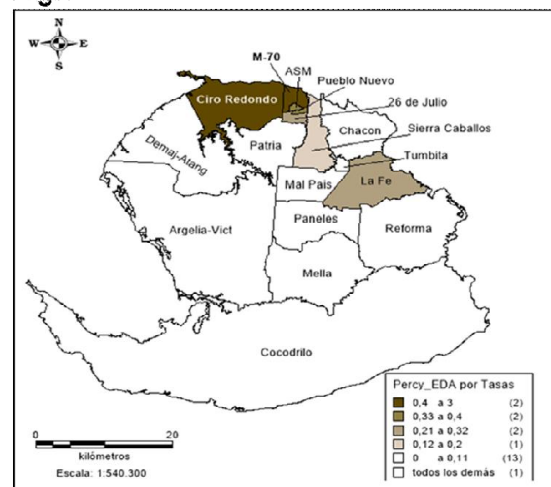 N
W E
S
M-70
ASM
Pueblo Nuevo
26 de Julio
Ciro Redondo
Chacon
Sierra Caballos
Demaj-Atang
Patria
Tumbita
Mal Pais
La Fe
Argelia-Vict
Paneles
Reforma
Mella
Cocodrilo
Percy_EDA por Tasas
0,4 a 3 (2)
0,33 a 0,4 (2)
0,21 a 0,32 (2)
0,12 a 0,2 (1)
0 a 0,11 (13)
todos los demás (1)
0 20
kilómetros
Escala: 1:540.300